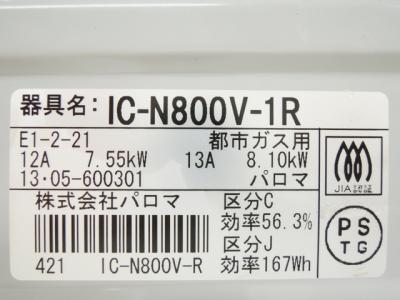 器具名: IC-N800V-1R
E1-2-21 都市ガス用
12A 7.55kW 13A 8.10kW
13・05-600301 パロマ
JIA認証
株式会社パロマ 区分C
効率56.3%
区分J
421 IC-N800V-R 効率167Wh
PS
TG